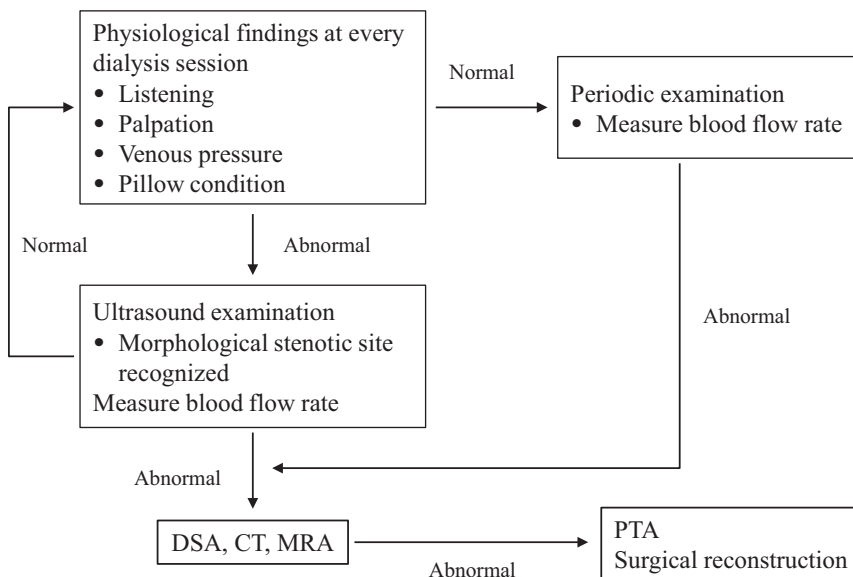 Physiological findings at every
dialysis session
• Listening
• Palpation
• Venous pressure
• Pillow condition
Normal
Periodic examination
• Measure blood flow rate
Normal
Abnormal
Ultrasound examination
• Morphological stenotic site
recognized
Measure blood flow rate
Abnormal
Abnormal
DSA, CT, MRA
Abnormal
PTA
Surgical reconstruction